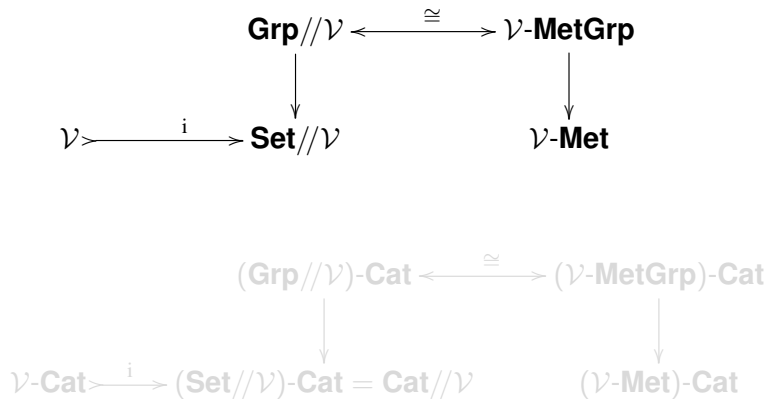 Grp//𝒱 ≅ 𝒱-MetGrp
𝒱 i Set//𝒱 𝒱-Met
(Grp//𝒱)-Cat ≅ (𝒱-MetGrp)-Cat
𝒱-Cat i (Set//𝒱)-Cat = Cat//𝒱 (𝒱-Met)-Cat